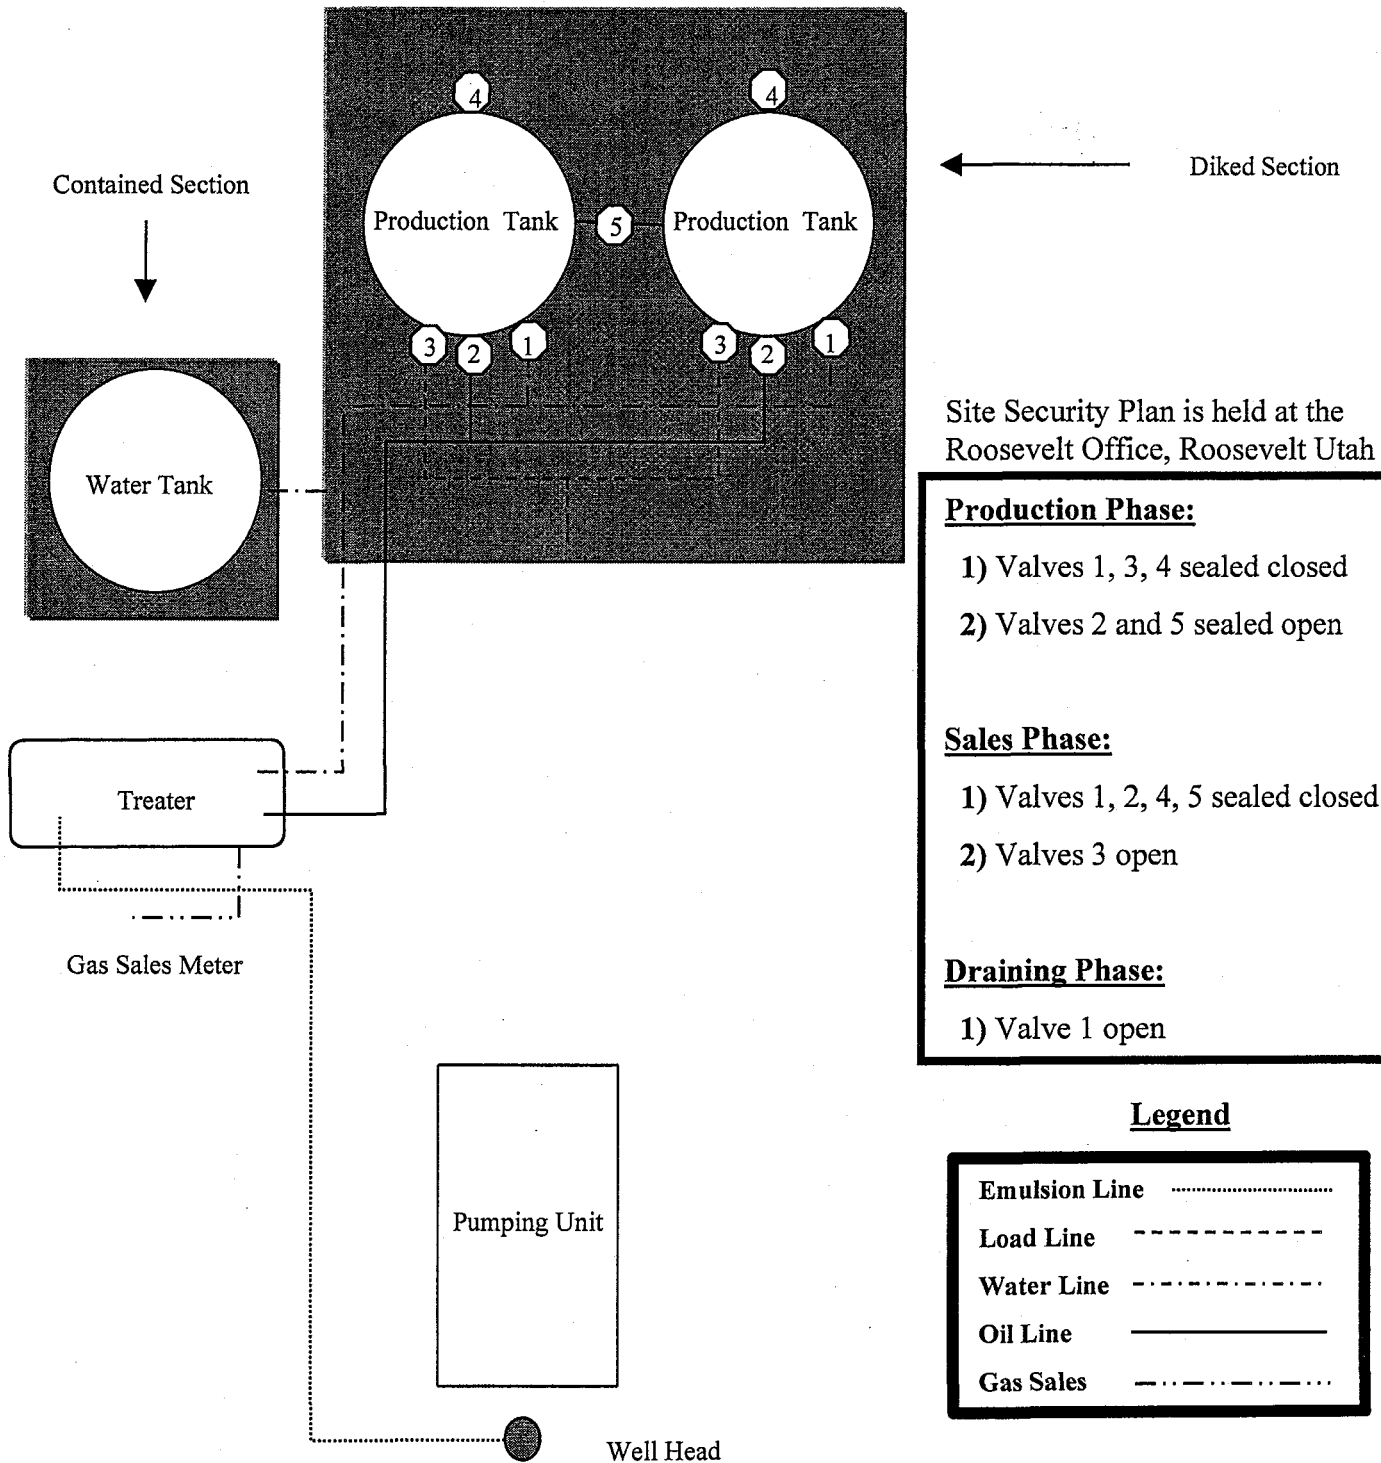 4
4
Contained Section
Diked Section
Production Tank
5
Production Tank
3
2
1
3
2
1
Water Tank
Site Security Plan is held at the
Roosevelt Office, Roosevelt Utah
Production Phase:
1) Valves 1, 3, 4 sealed closed
2) Valves 2 and 5 sealed open
Sales Phase:
1) Valves 1, 2, 4, 5 sealed closed
2) Valves 3 open
Draining Phase:
1) Valve 1 open
Treater
Gas Sales Meter
Pumping Unit
Well Head
Legend
Emulsion Line
Load Line
Water Line
Oil Line
Gas Sales